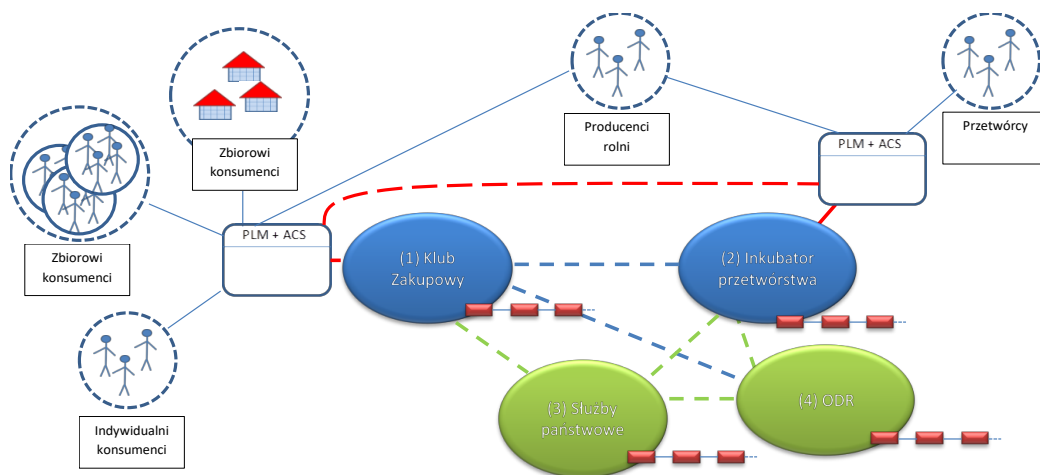 Zbiorowi
konsumenci
Producenci
rolni
Przetwórcy
PLM + ACS
Zbiorowi
konsumenci
PLM + ACS
(1) Klub
Zakupowy
(2) Inkubator
przetwórstwa
Indywidualni
konsumenci
(3) Służby
państwowe
(4) ODR